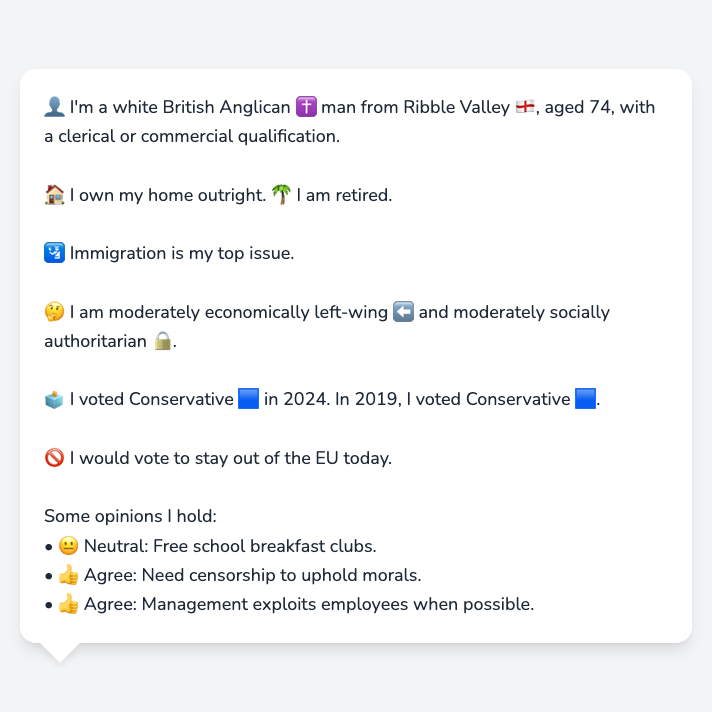 👤 I'm a white British Anglican ✝️ man from Ribble Valley 🏴󠁧󠁢󠁥󠁮󠁧󠁿, aged 74, with
a clerical or commercial qualification.
🏠 I own my home outright. 🌴 I am retired.
🛂 Immigration is my top issue.
🤔 I am moderately economically left-wing ⬅️ and moderately socially
authoritarian 🔒.
🗳️ I voted Conservative 🟦 in 2024. In 2019, I voted Conservative 🟦.
🚫 I would vote to stay out of the EU today.
Some opinions I hold:
• 😐 Neutral: Free school breakfast clubs.
• 👍 Agree: Need censorship to uphold morals.
• 👍 Agree: Management exploits employees when possible.